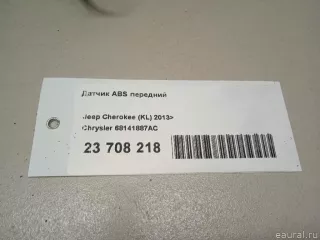 Датчик ABS передний
Jeep Cherokee (KL) 2013>
Chrysler 68141887AC
23 708 218
eaural.ru